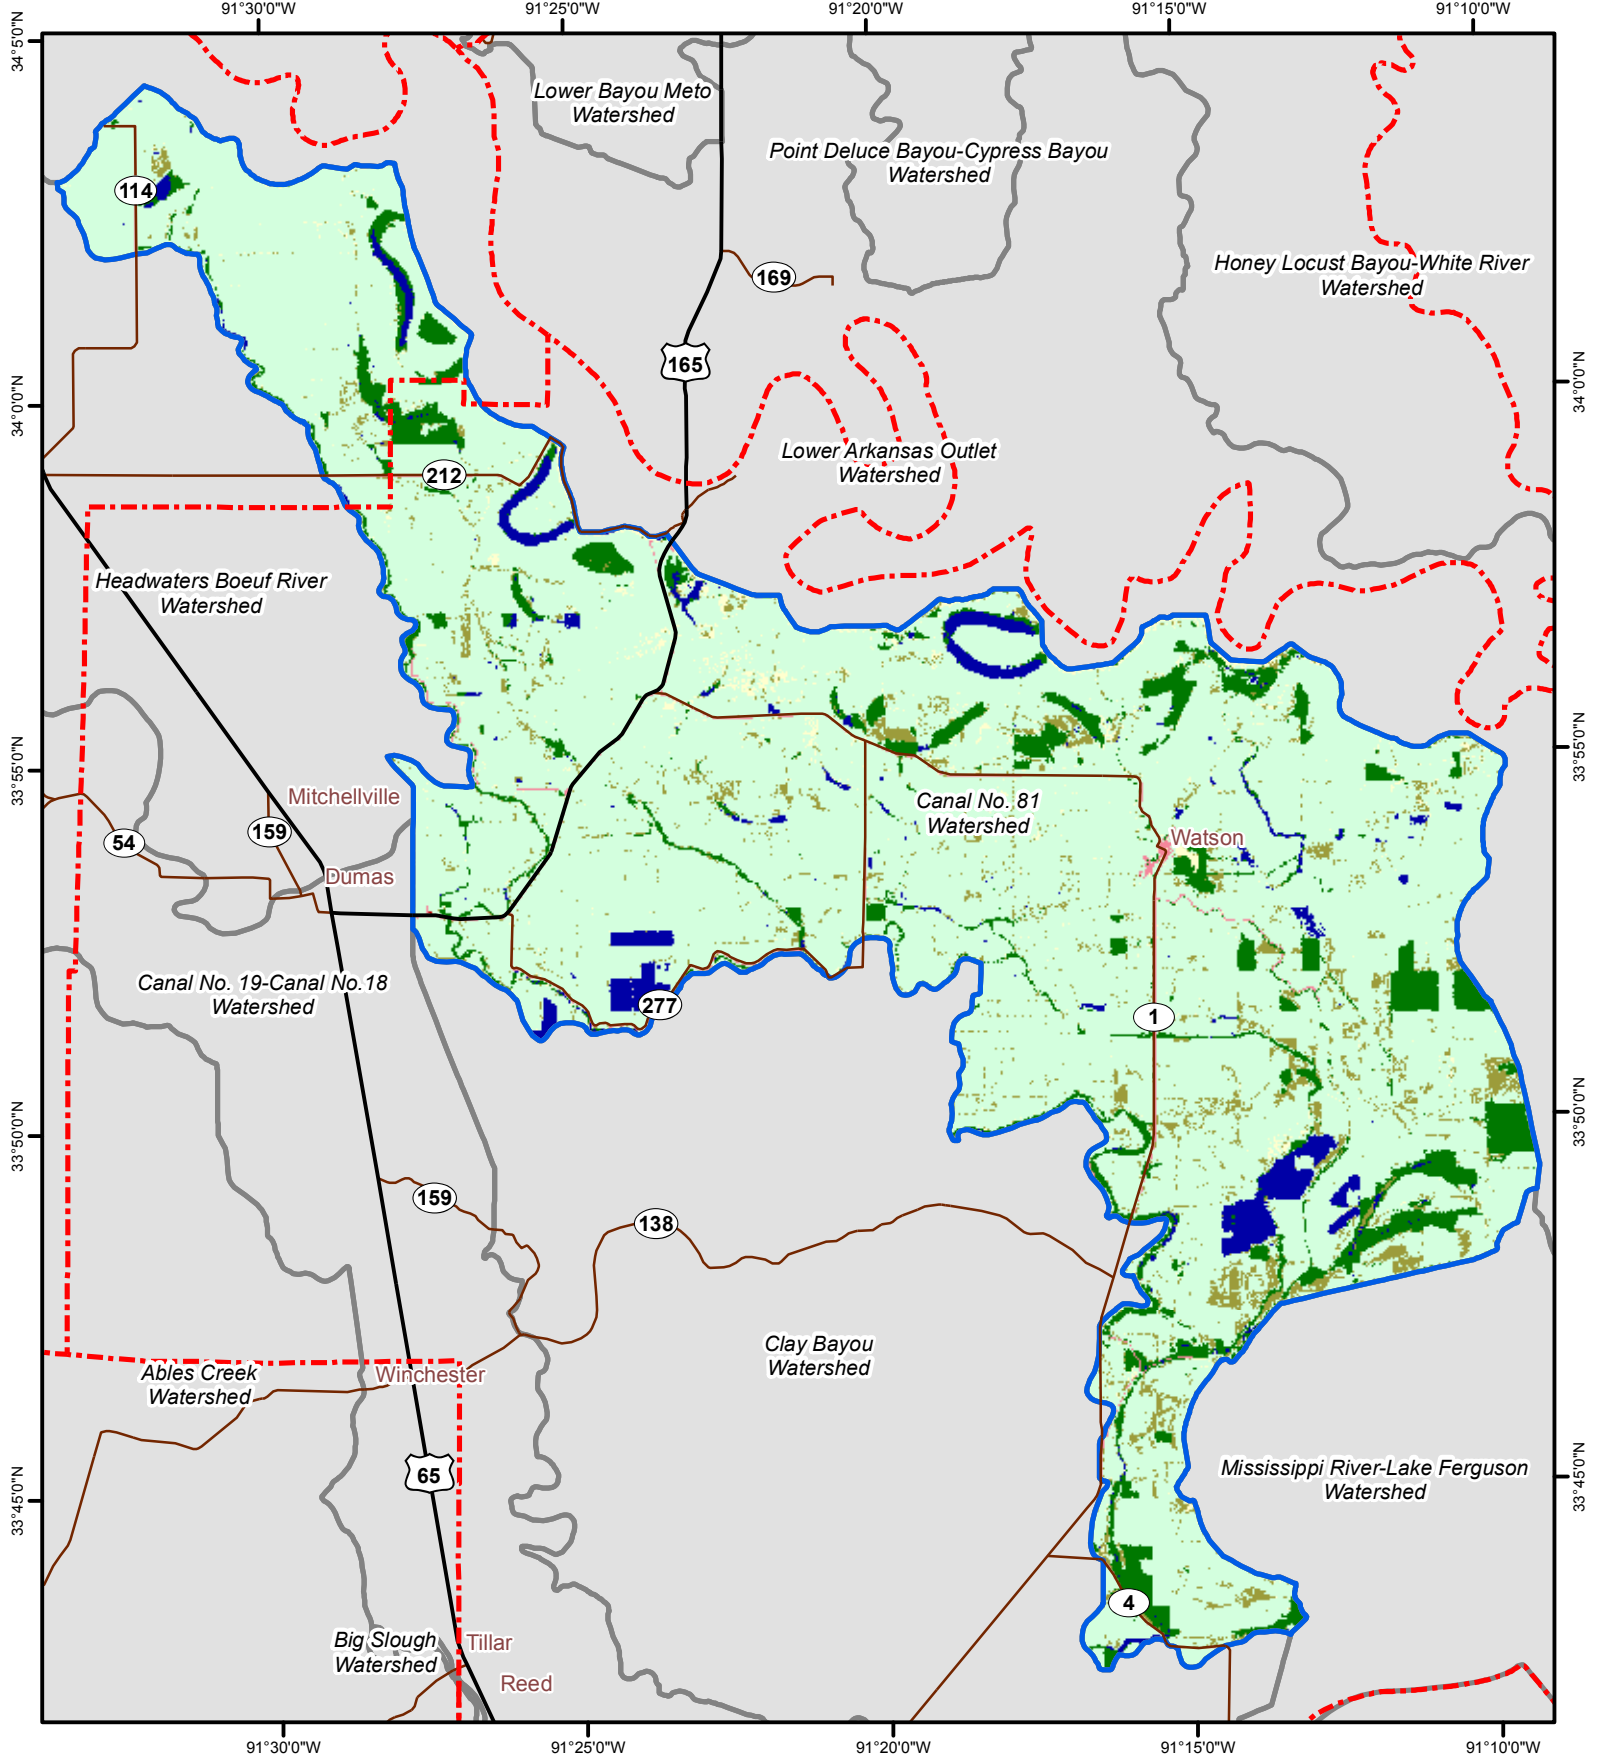 91°30'0"W
91°25'0"W
91°20'0"W
91°15'0"W
91°10'0"W
34°5'0"N
Lower Bayou Meto
Watershed
Point Deluce Bayou-Cypress Bayou
Watershed
114
Honey Locust Bayou-White River
Watershed
169
165
34°0'0"N
34°0'0"N
Lower Arkansas Outlet
Watershed
212
Headwaters Boeuf River
Watershed
33°55'0"N
33°55'0"N
Mitchellville
Canal No. 81
Watershed
159
54
Watson
Dumas
Canal No. 19-Canal No.18
Watershed
277
1
33°50'0"N
33°50'0"N
159
138
Clay Bayou
Watershed
Ables Creek
Watershed
Winchester
65
Mississippi River-Lake Ferguson
Watershed
33°45'0"N
33°45'0"N
4
Big Slough
Watershed
Tillar
Reed
91°30'0"W
91°25'0"W
91°20'0"W
91°15'0"W
91°10'0"W